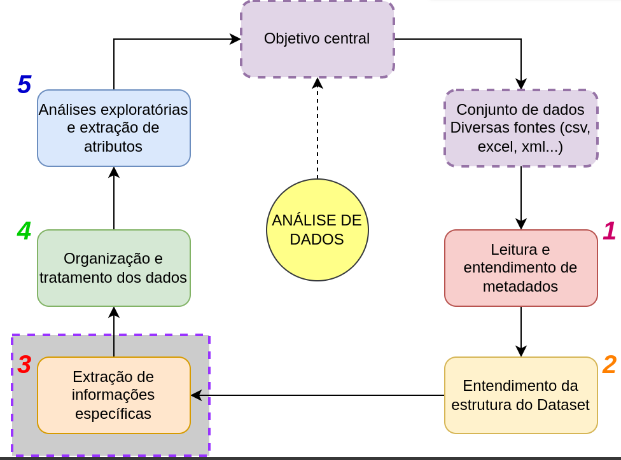 Objetivo central
5
Análises exploratórias
e extração de
atributos
Conjunto de dados
Diversas fontes (csv,
excel, xml...)
ANÁLISE DE
DADOS
4
Organização e
tratamento dos dados
1
Leitura e
entendimento de
metadados
3
Extração de
informações
específicas
2
Entendimento da
estrutura do Dataset